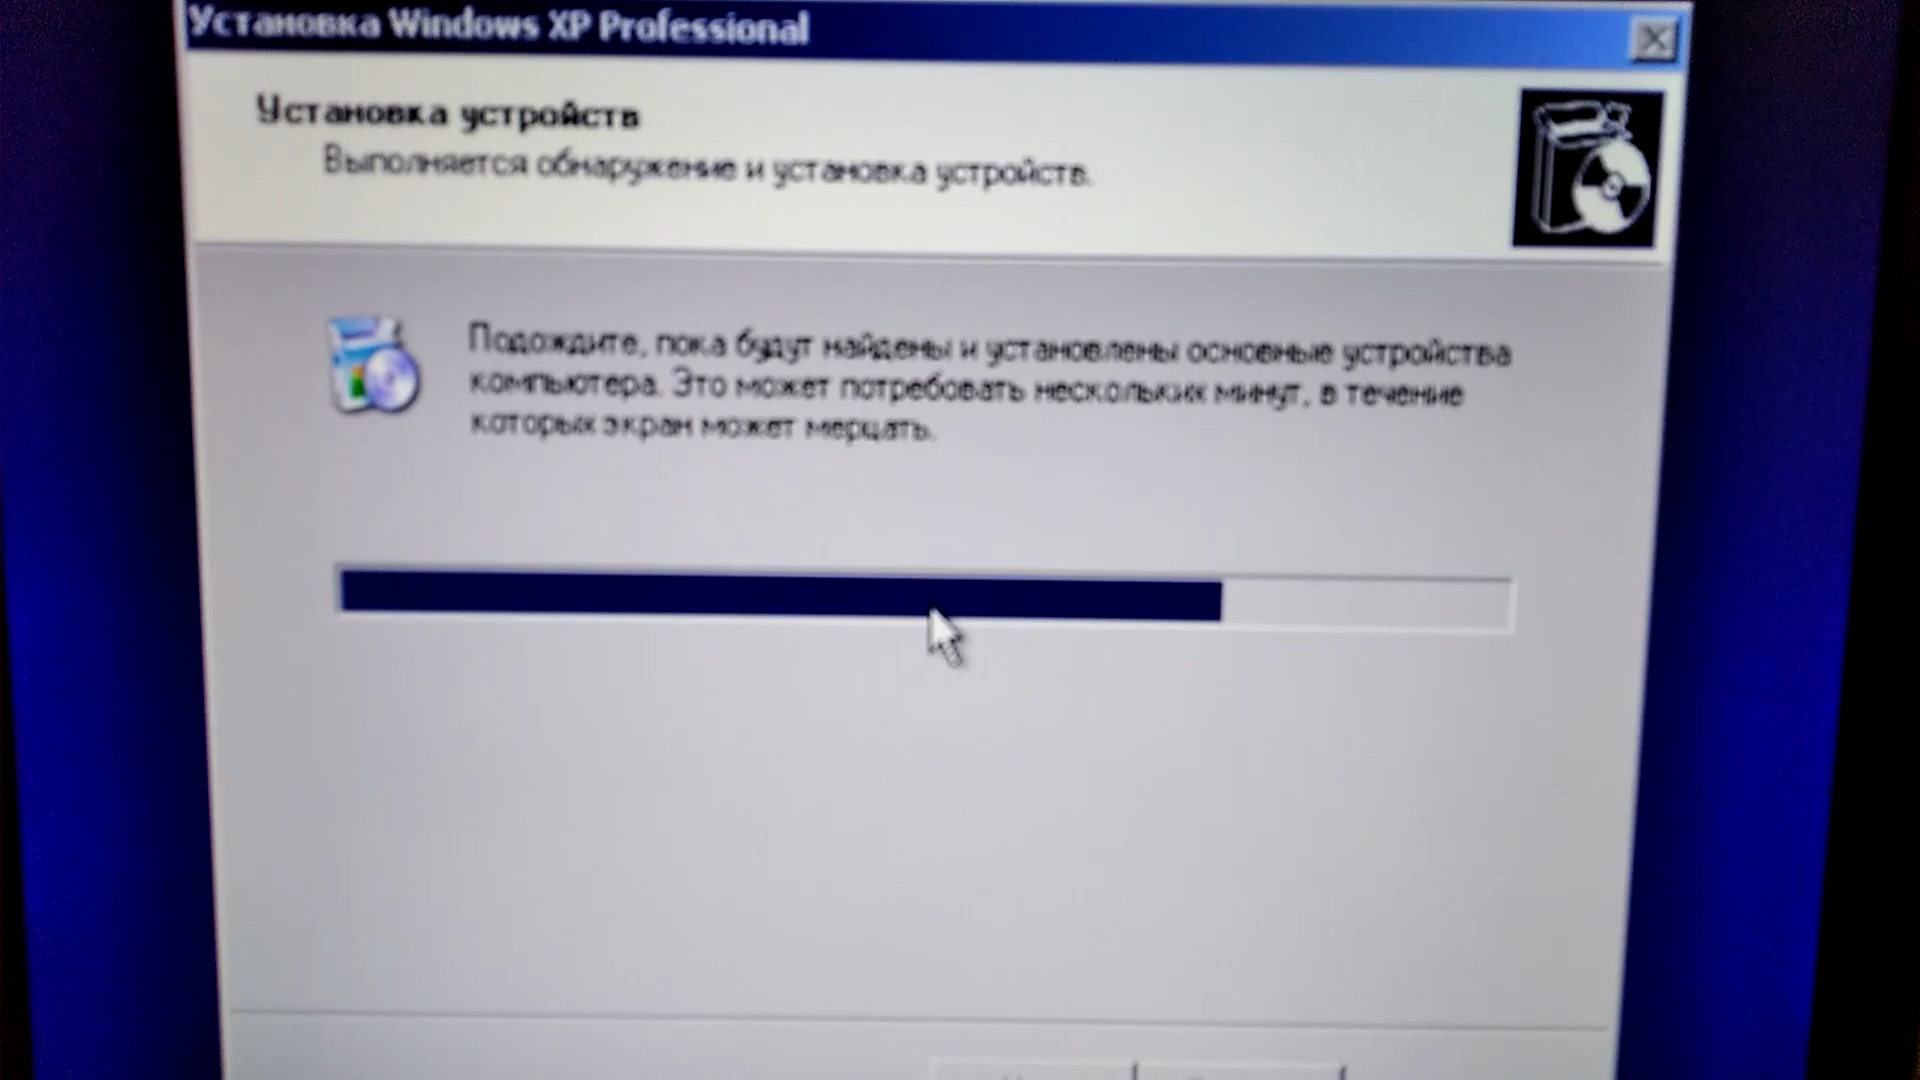 Установка Windows XP Professional
Установка устройств
Выполняется обнаружение и установка устройств.
Подождите, пока будут найдены и установлены основные устройства
компьютера. Это может потребовать нескольких минут, в течение
которых экран может мерцать.